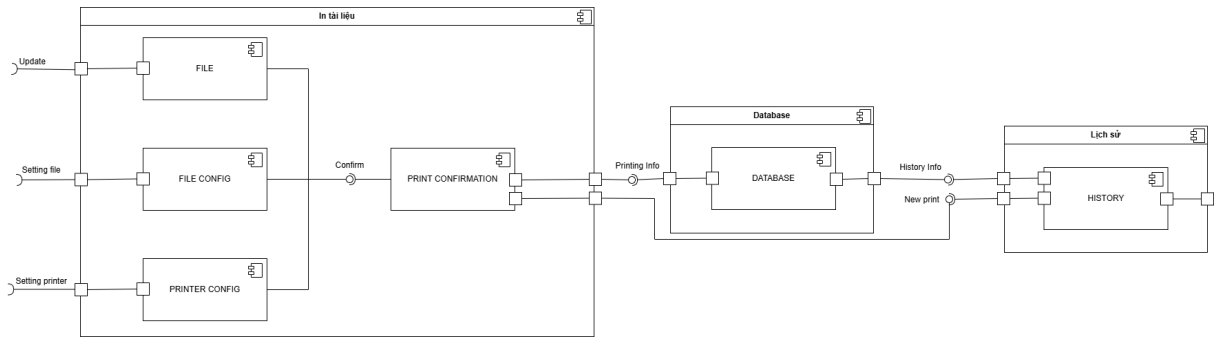 In tài liệu
Update
FILE
Setting file
FILE CONFIG
Confirm
PRINT CONFIRMATION
Setting printer
PRINTER CONFIG
Printing Info
Database
DATABASE
History Info
New print
Lịch sử
HISTORY